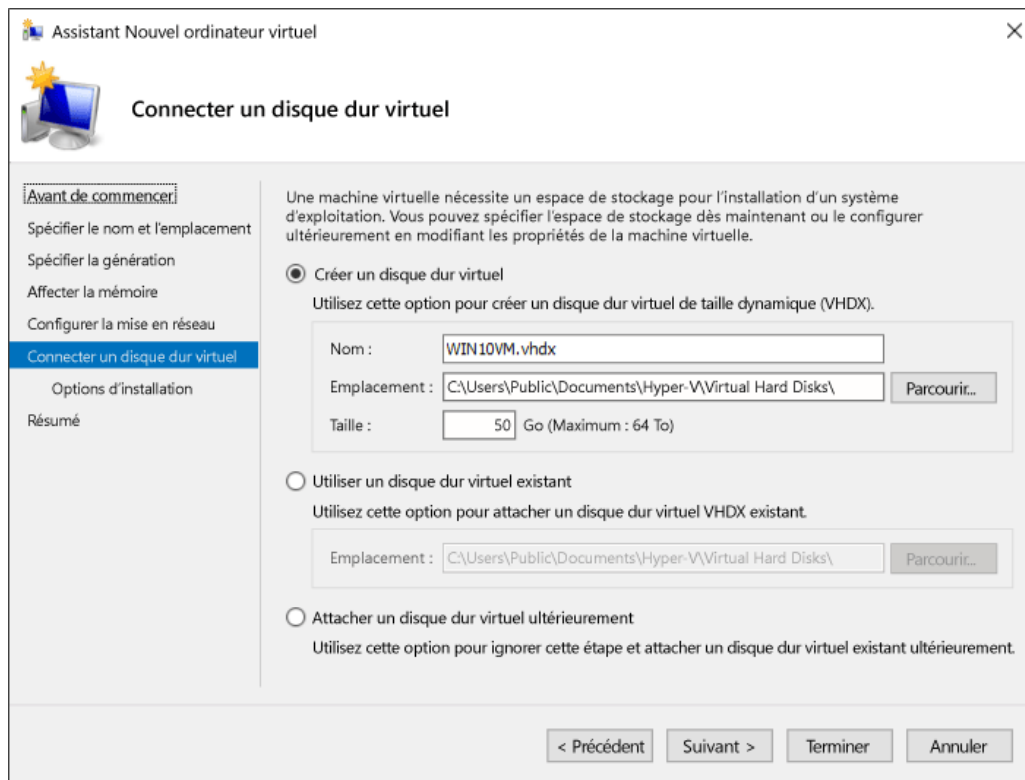 Assistant Nouvel ordinateur virtuel
Connecter un disque dur virtuel
Avant de commencer
Spécifier le nom et l'emplacement
Spécifier la génération
Affecter la mémoire
Configurer la mise en réseau
Connecter un disque dur virtuel
Options d'installation
Résumé
Une machine virtuelle nécessite un espace de stockage pour l'installation d'un système
d'exploitation. Vous pouvez spécifier l'espace de stockage dès maintenant ou le configurer
ultérieurement en modifiant les propriétés de la machine virtuelle.
Créer un disque dur virtuel
Utilisez cette option pour créer un disque dur virtuel de taille dynamique (VHDX).
Nom : WIN10VM.vhdx
Emplacement : C:\Users\Public\Documents\Hyper-V\Virtual Hard Disks\ Parcourir...
Taille : 50 Go (Maximum : 64 To)
Utiliser un disque dur virtuel existant
Utilisez cette option pour attacher un disque dur virtuel VHDX existant.
Emplacement : C:\Users\Public\Documents\Hyper-V\Virtual Hard Disks\ Parcourir...
Attacher un disque dur virtuel ultérieurement
Utilisez cette option pour ignorer cette étape et attacher un disque dur virtuel existant ultérieurement.
< Précédent Suivant > Terminer Annuler